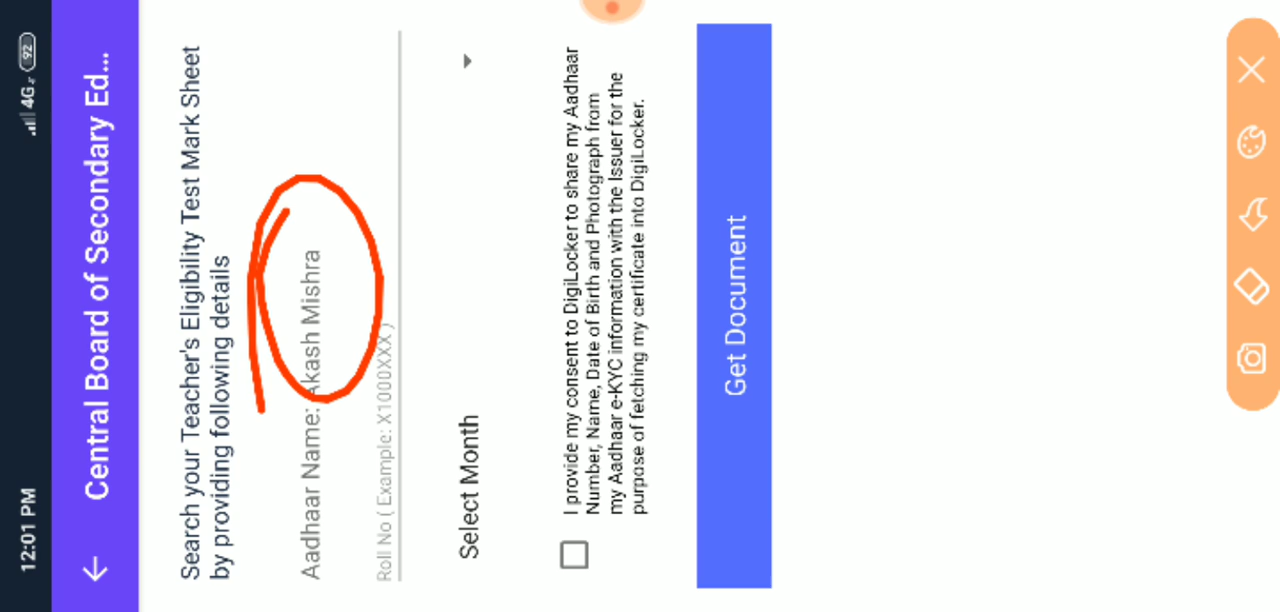 12:01 PM 4G 92
← Central Board of Secondary Ed...
Search your Teacher's Eligibility Test Mark Sheet
by providing following details
Aadhaar Name: Akash Mishra
Roll No ( Example: X1000XXX )
Select Month
I provide my consent to DigiLocker to share my Aadhaar
Number, Name, Date of Birth and Photograph from
my Aadhaar e-KYC information with the Issuer for the
purpose of fetching my certificate into DigiLocker.
Get Document